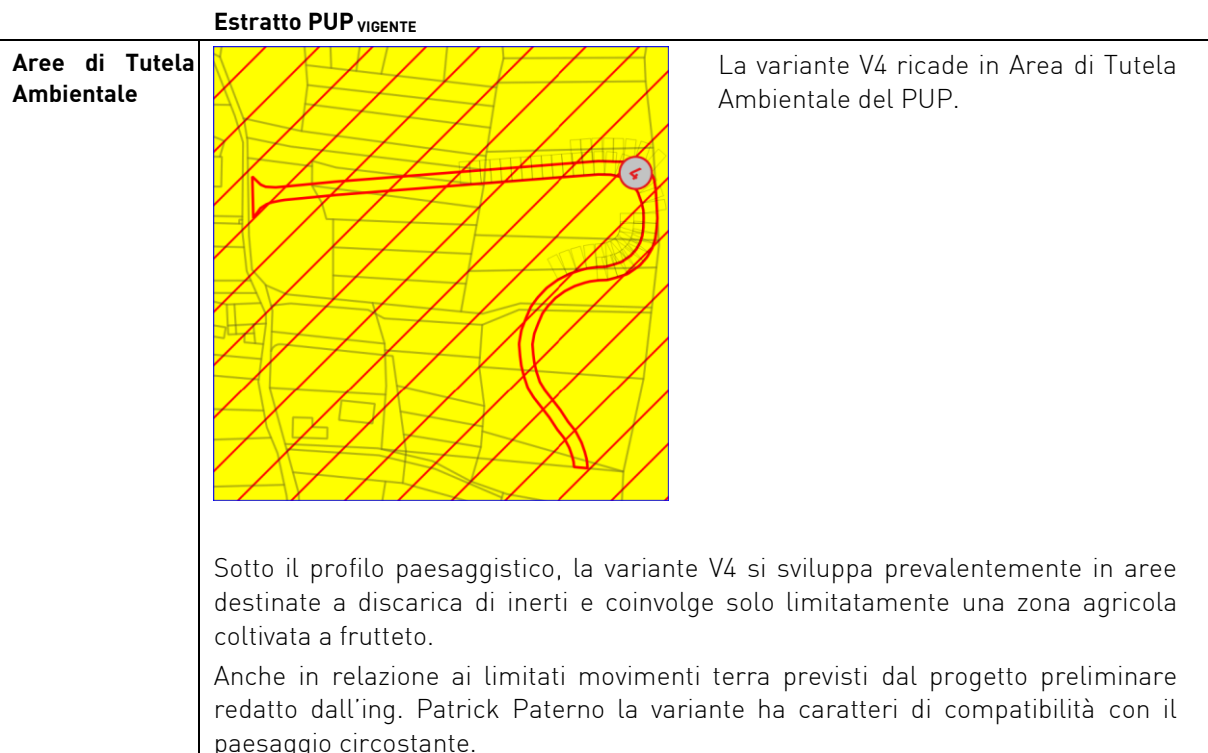 Estratto PUP VIGENTE
Aree di Tutela
Ambientale
La variante V4 ricade in Area di Tutela
Ambientale del PUP.
4
Sotto il profilo paesaggistico, la variante V4 si sviluppa prevalentemente in aree
destinate a discarica di inerti e coinvolge solo limitatamente una zona agricola
coltivata a frutteto.
Anche in relazione ai limitati movimenti terra previsti dal progetto preliminare
redatto dall'ing. Patrick Paterno la variante ha caratteri di compatibilità con il
paesaggio circostante.